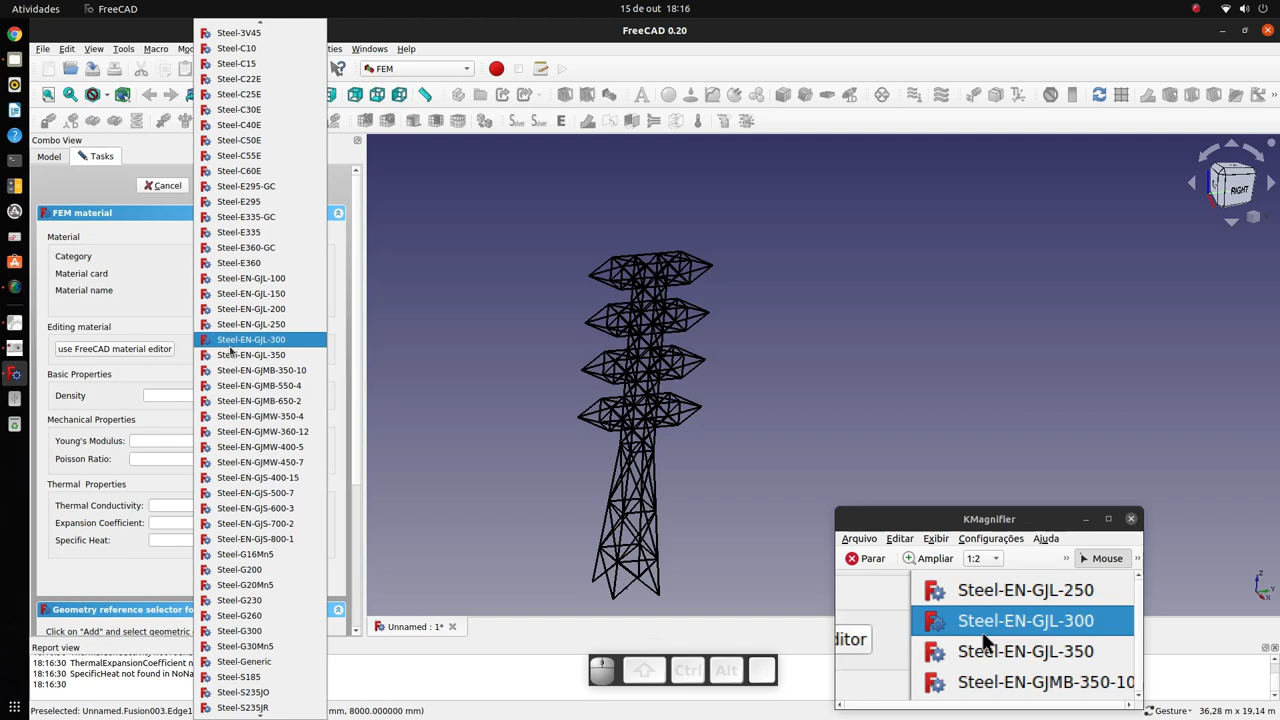 Atividades
FreeCAD
15 de out 18:16
FreeCAD 0.20
File Edit View Tools Macro
Windows Help
FEM
Combo View
Model
Tasks
Cancel
FEM material
Material
Category
Material card
Material name
Editing material
use FreeCAD material editor
Basic Properties
Density
Mechanical Properties
Young's Modulus:
Poisson Ratio:
Thermal Properties
Thermal Conductivity:
Expansion Coefficient:
Specific Heat:
Geometry reference selector for
Click on "Add" and select geometric
Steel-3V45
Steel-C10
Steel-C15
Steel-C22E
Steel-C25E
Steel-C30E
Steel-C40E
Steel-C50E
Steel-C55E
Steel-C60E
Steel-E295-GC
Steel-E295
Steel-E335-GC
Steel-E335
Steel-E360-GC
Steel-E360
Steel-EN-GJL-100
Steel-EN-GJL-150
Steel-EN-GJL-200
Steel-EN-GJL-250
Steel-EN-GJL-300
Steel-EN-GJL-350
Steel-EN-GJMB-350-10
Steel-EN-GJMB-550-4
Steel-EN-GJMB-650-2
Steel-EN-GJMW-350-4
Steel-EN-GJMW-360-12
Steel-EN-GJMW-400-5
Steel-EN-GJMW-450-7
Steel-EN-GJS-400-15
Steel-EN-GJS-500-7
Steel-EN-GJS-600-3
Steel-EN-GJS-700-2
Steel-EN-GJS-800-1
Steel-G16Mn5
Steel-G200
Steel-G20Mn5
Steel-G230
Steel-G260
Steel-G300
Steel-G30Mn5
Steel-Generic
Steel-S185
Steel-S235JO
Steel-S235JR
RIGHT
Unnamed : 1*
Report view
18:16:30 ThermalExpansionCoefficient n
18:16:30 SpecificHeat not found in NoNa
18:16:30
Preselected: Unnamed.Fusion003.Edge1
mm, 8000.000000 mm)
Ctrl Alt
KMagnifier
Arquivo Editar Exibir Configurações Ajuda
Parar Ampliar 1:2 Mouse
ditor
Steel-EN-GJL-250
Steel-EN-GJL-300
Steel-EN-GJL-350
Steel-EN-GJMB-350-10
Gesture
36,28 m x 19,14 m